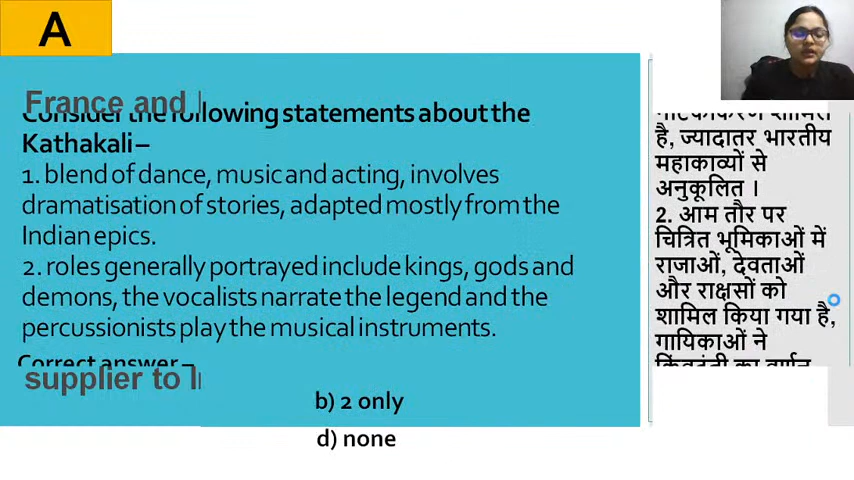 A
France and
Consider the following statements about the
Kathakali –
1. blend of dance, music and acting, involves
dramatisation of stories, adapted mostly from the
Indian epics.
2. roles generally portrayed include kings, gods and
demons, the vocalists narrate the legend and the
percussionists play the musical instruments.
Correct answer –
supplier to
b) 2 only
d) none
है, ज्यादातर भारतीय
महाकाव्यों से
अनुकूलित ।
2. आम तौर पर
चित्रित भूमिकाओं में
राजाओं, देवताओं
और राक्षसों को
शामिल किया गया है,
गायिकाओं ने